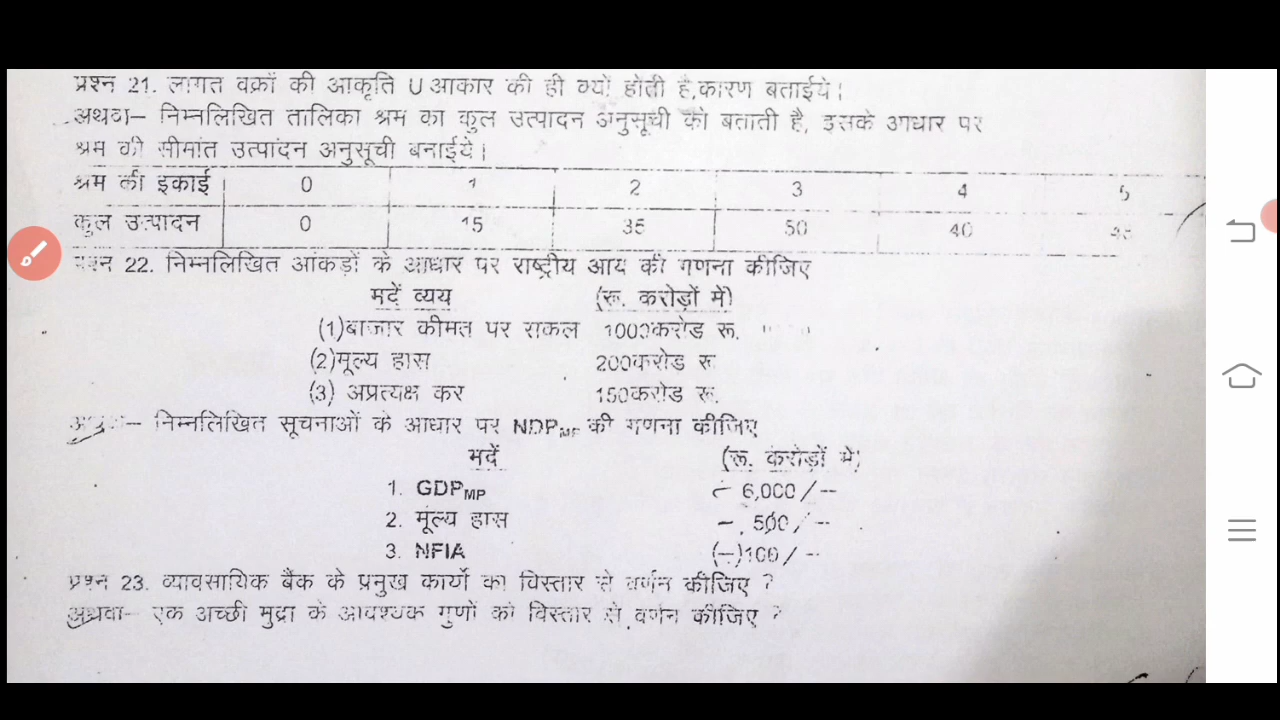 प्रश्न 21. लागत वक्रों की आकृति U आकार की ही क्यों होती है,कारण बताईये।
अथवा– निम्नलिखित तालिका श्रम का कुल उत्पादन अनुसूची को बताती है, इसके आधार पर
श्रम की सीमांत उत्पादन अनुसूची बनाईये।
श्रम की इकाई 0 1 2 3 4 5
कुल उत्पादन 0 15 35 50 40
प्रश्न 22. निम्नलिखित आंकड़ों के आधार पर राष्ट्रीय आय की गणना कीजिए
मदें व्यय (रू. करोड़ों में)
(1)बाजार कीमत पर सकल 1000करोड रू.
(2)मूल्य हास 200करोड रू
(3) अप्रत्यक्ष कर 150करोड रू.
अथवा– निम्नलिखित सूचनाओं के आधार पर NDPMP की गणना कीजिए
मदें (रू. करोड़ों में)
1. GDPMP – 6,000/–
2. मूल्य हास – 500/–
3. NFIA (–)100/–
प्रश्न 23. व्यावसायिक बैंक के प्रमुख कार्यो का विस्तार से वर्णन कीजिए ?
अथवा– एक अच्छी मुद्रा के आवश्यक गुणों को विस्तार से वर्णन कीजिए ?